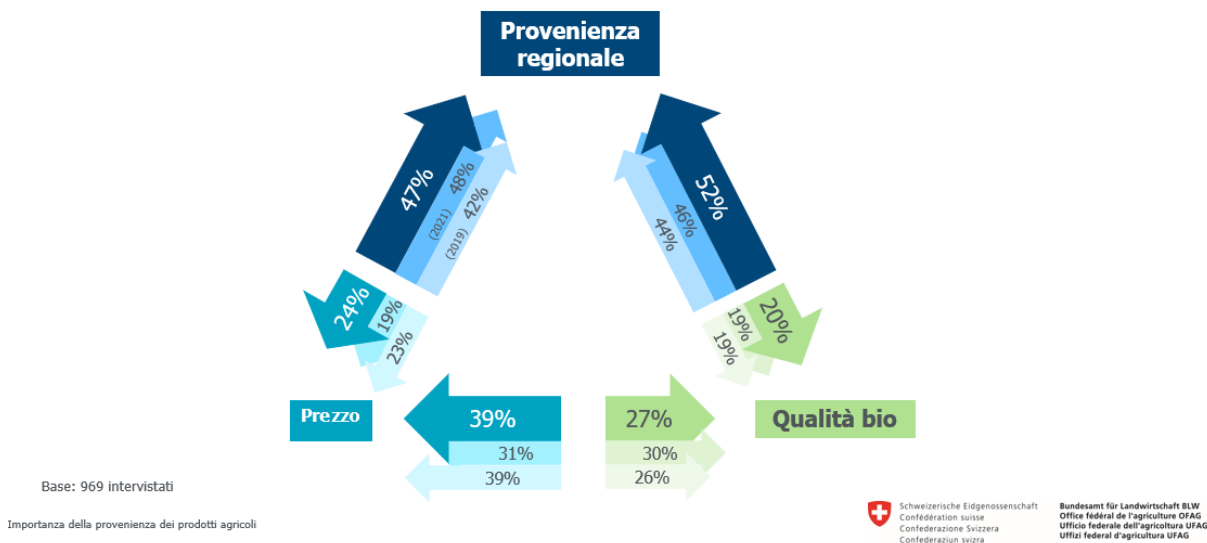 Provenienza
regionale
47%
(2021) 48%
(2019) 42%
52%
46%
44%
24%
19%
23%
20%
19%
19%
Prezzo
39%
31%
39%
27%
30%
26%
Qualità bio
Base: 969 intervistati
Importanza della provenienza dei prodotti agricoli
Schweizerische Eidgenossenschaft
Confédération suisse
Confederazione Svizzera
Confederaziun svizra
Bundesamt für Landwirtschaft BLW
Office fédéral de l'agriculture OFAG
Ufficio federale dell'agricoltura UFAG
Uffizi federal d'agricultura UFAG